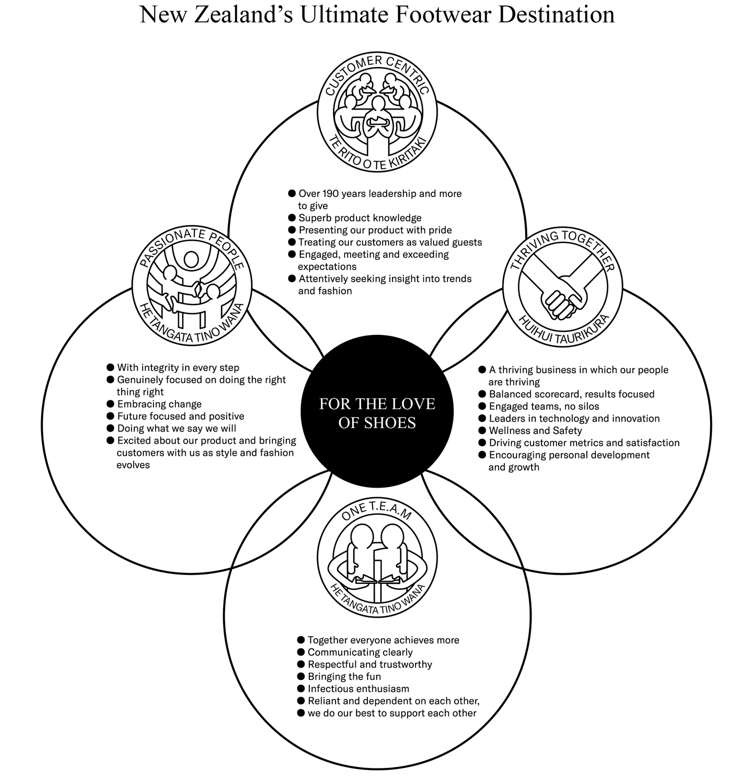 New Zealand's Ultimate Footwear Destination
CUSTOMER CENTRIC
TE RITO O TE KIRITAKI
● Over 190 years leadership and more
to give
● Superb product knowledge
● Presenting our product with pride
● Treating our customers as valued guests
● Engaged, meeting and exceeding
expectations
● Attentively seeking insight into trends
and fashion
PASSIONATE PEOPLE
HE TANGATA TINO WANA
● With integrity in every step
● Genuinely focused on doing the right
thing right
● Embracing change
● Future focused and positive
● Doing what we say we will
● Excited about our product and bringing
customers with us as style and fashion
evolves
FOR THE LOVE
OF SHOES
THRIVING TOGETHER
HUIHUI TAURIKURA
● A thriving business in which our people
are thriving
● Balanced scorecard, results focused
● Engaged teams, no silos
● Leaders in technology and innovation
● Wellness and Safety
● Driving customer metrics and satisfaction
● Encouraging personal development
and growth
ONE T.E.A.M
HE TANGATA TINO WANA
● Together everyone achieves more
● Communicating clearly
● Respectful and trustworthy
● Bringing the fun
● Infectious enthusiasm
● Reliant and dependent on each other,
● we do our best to support each other